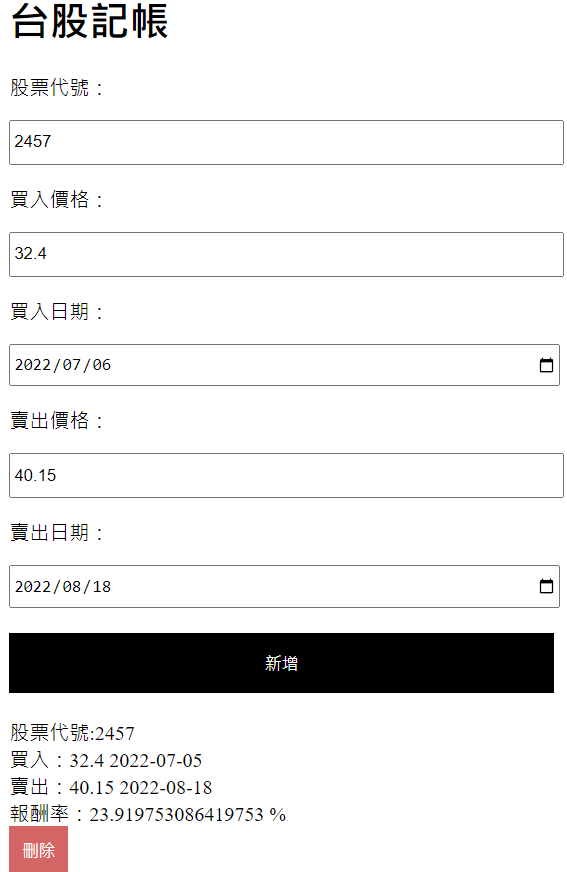 台股記帳
股票代號：
2457
買入價格：
32.4
買入日期：
2022/07/06
賣出價格：
40.15
賣出日期：
2022/08/18
新增
股票代號:2457
買入：32.4 2022-07-05
賣出：40.15 2022-08-18
報酬率：23.919753086419753 %
刪除